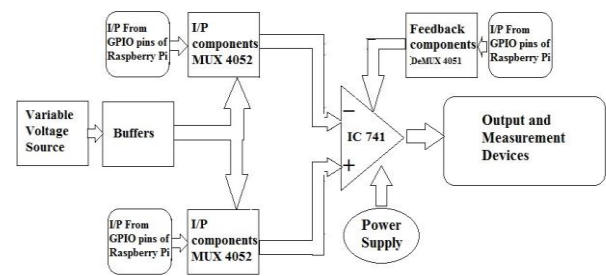 I/P From
GPIO pins of
Raspberry Pi
I/P
components
MUX 4052
Feedback
components
DeMUX 4051
I/P From
GPIO pins of
Raspberry Pi
Variable
Voltage
Source
Buffers
−
IC 741
+
Output and
Measurement
Devices
I/P From
GPIO pins of
Raspberry Pi
I/P
components
MUX 4052
Power
Supply